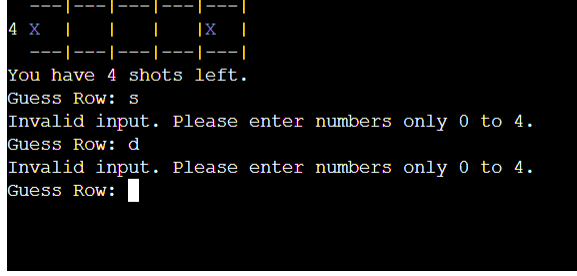 ---|---|---|---|---|
4 X |   |   |   |X  |
---|---|---|---|---|
You have 4 shots left.
Guess Row: s
Invalid input. Please enter numbers only 0 to 4.
Guess Row: d
Invalid input. Please enter numbers only 0 to 4.
Guess Row: